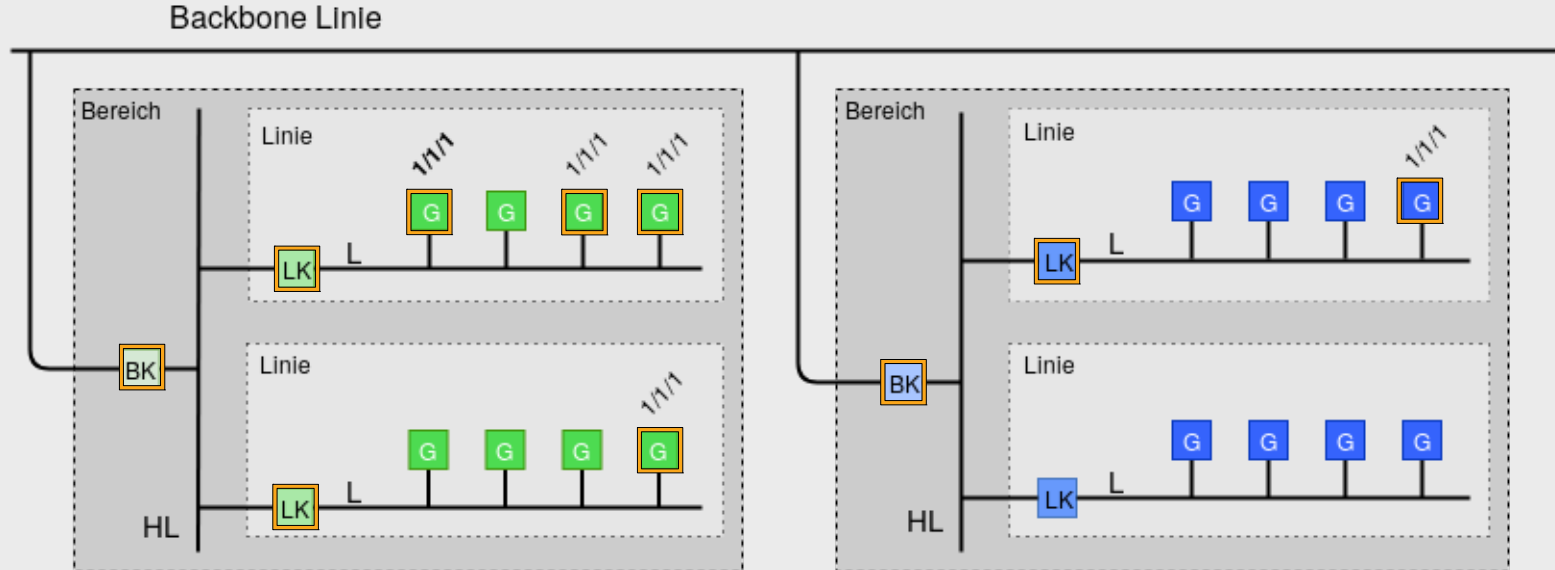 Backbone Linie
Bereich
Linie
1/1/1
1/1/1
1/1/1
G
G
G
G
LK
L
BK
Linie
1/1/1
G
G
G
G
LK
L
HL
Bereich
Linie
1/1/1
G
G
G
G
LK
L
BK
Linie
G
G
G
G
LK
L
HL